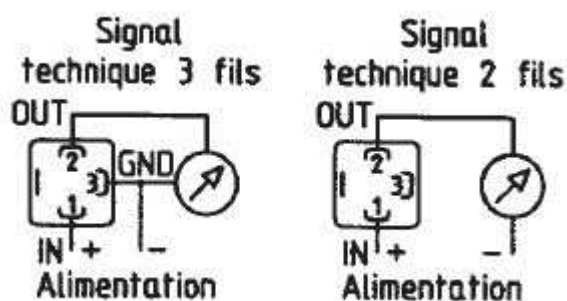 Signal
technique 3 fils
OUT
2
GND
3
1
IN + -
Alimentation
Signal
technique 2 fils
OUT
2
3
1
IN + -
Alimentation